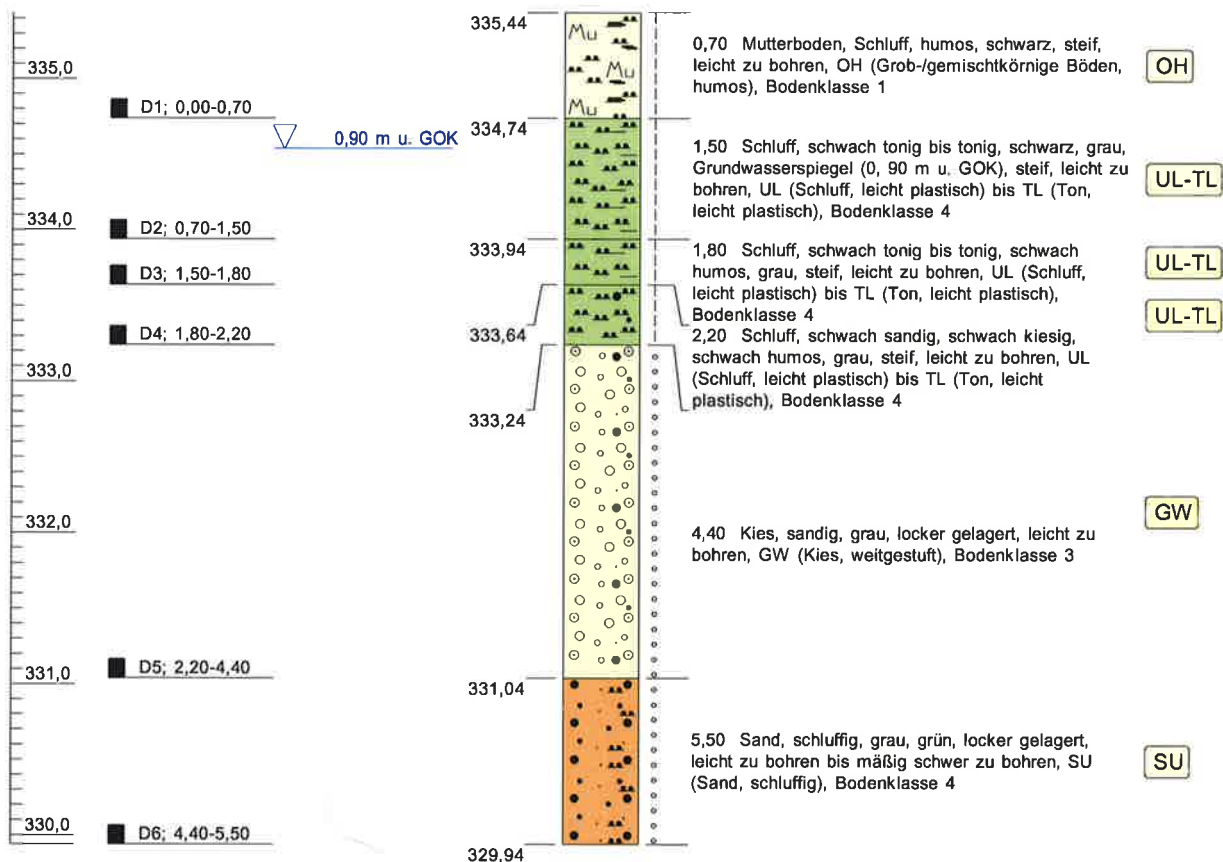 335,44
Mu
Mu
Mu
0,70 Mutterboden, Schluff, humos, schwarz, steif,
leicht zu bohren, OH (Grob-/gemischtkörnige Böden,
humos), Bodenklasse 1
OH
335,0
D1; 0,00-0,70
0,90 m u. GOK
334,74
1,50 Schluff, schwach tonig bis tonig, schwarz, grau,
Grundwasserspiegel (0, 90 m u. GOK), steif, leicht zu
bohren, UL (Schluff, leicht plastisch) bis TL (Ton,
leicht plastisch), Bodenklasse 4
UL-TL
334,0
D2; 0,70-1,50
333,94
1,80 Schluff, schwach tonig bis tonig, schwach
humos, grau, steif, leicht zu bohren, UL (Schluff,
leicht plastisch) bis TL (Ton, leicht plastisch),
Bodenklasse 4
UL-TL
D3; 1,50-1,80
UL-TL
D4; 1,80-2,20
333,64
2,20 Schluff, schwach sandig, schwach kiesig,
schwach humos, grau, steif, leicht zu bohren, UL
(Schluff, leicht plastisch) bis TL (Ton, leicht
plastisch), Bodenklasse 4
333,0
333,24
332,0
4,40 Kies, sandig, grau, locker gelagert, leicht zu
bohren, GW (Kies, weitgestuft), Bodenklasse 3
GW
331,0
D5; 2,20-4,40
331,04
5,50 Sand, schluffig, grau, grün, locker gelagert,
leicht zu bohren bis mäßig schwer zu bohren, SU
(Sand, schluffig), Bodenklasse 4
SU
330,0
D6; 4,40-5,50
329.94